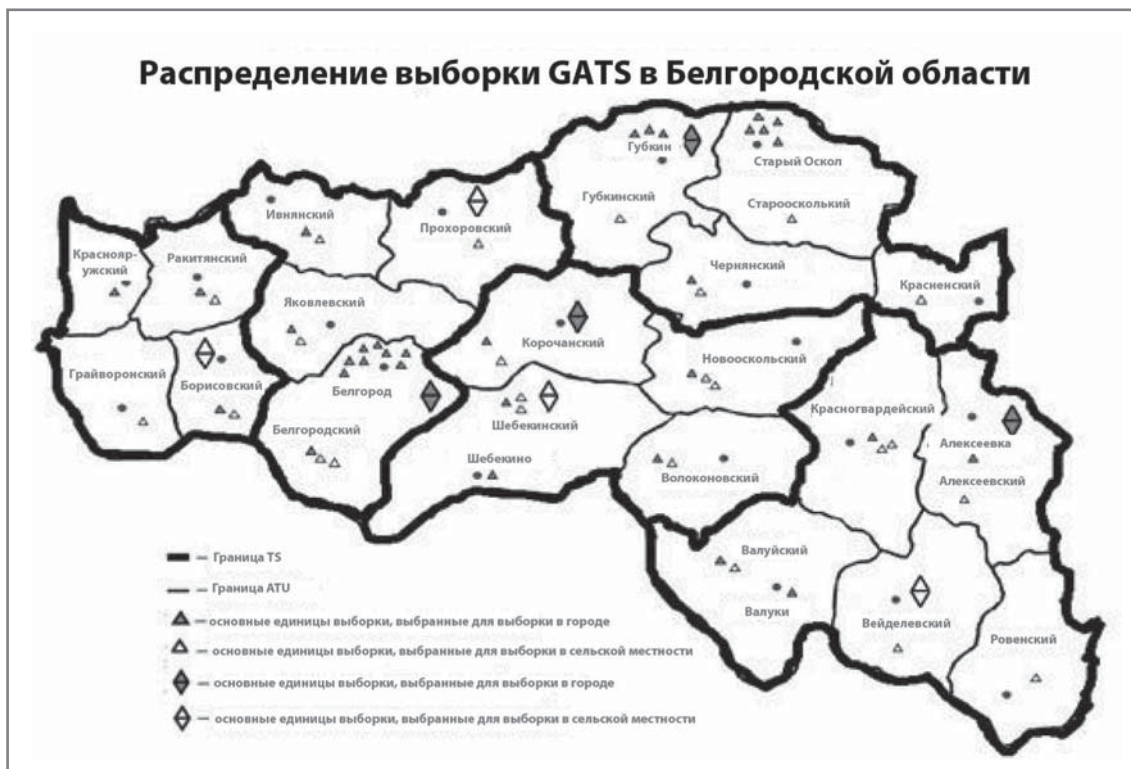 Распределение выборки GATS в Белгородской области
Губкин
Старый Оскол
Губкинский
Старооскольский
Ивнянский
Прохоровский
Краснояр-
ужский
Ракитянский
Чернянский
Красненский
Яковлевский
Корочанский
Новооскольский
Грайворонский
Борисовский
Белгород
Красногвардейский
Шебекинский
Алексеевка
Белгородский
Шебекино
Волоконовский
Алексеевский
Валуйский
Валуки
Вейделевский
Ровенский
– Граница TS
– Граница ATU
– основные единицы выборки, выбранные для выборки в городе
– основные единицы выборки, выбранные для выборки в сельской местности
– основные единицы выборки, выбранные для выборки в городе
– основные единицы выборки, выбранные для выборки в сельской местности